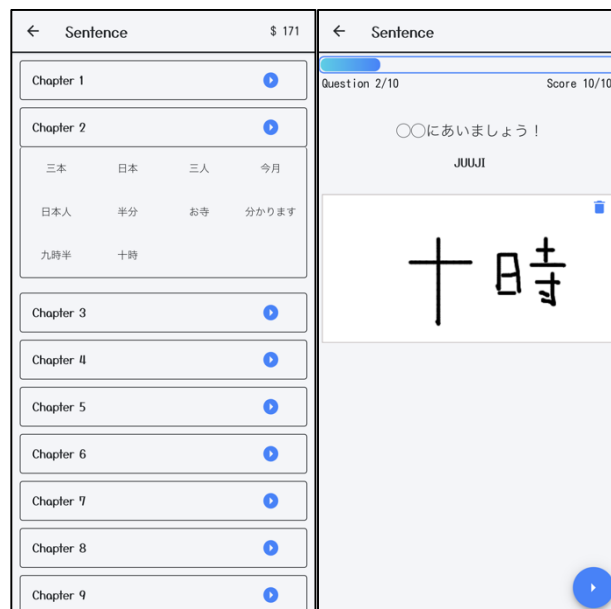 ← Sentence $ 171
Chapter 1
Chapter 2
三本 日本 三人 今月
日本人 半分 お寺 分かります
九時半 十時
Chapter 3
Chapter 4
Chapter 5
Chapter 6
Chapter 7
Chapter 8
Chapter 9
← Sentence
Question 2/10 Score 10/10
○○にあいましょう!
JUUJI
十時